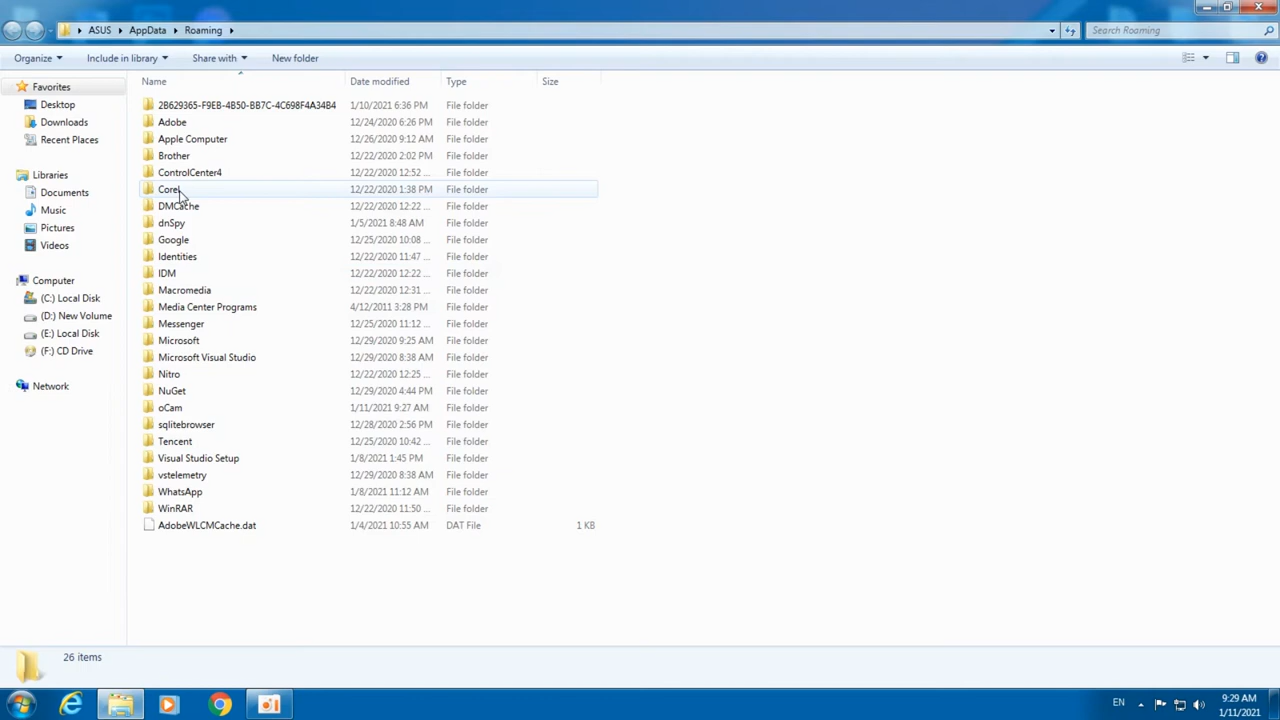 ASUS AppData Roaming
Search Roaming
Organize Include in library Share with New folder
Name Date modified Type Size
Favorites
Desktop
Downloads
Recent Places
Libraries
Documents
Music
Pictures
Videos
Computer
(C:) Local Disk
(D:) New Volume
(E:) Local Disk
(F:) CD Drive
Network
2B629365-F9EB-4B50-BB7C-4C698F4A34B4 1/10/2021 6:36 PM File folder
Adobe 12/24/2020 6:26 PM File folder
Apple Computer 12/26/2020 9:12 AM File folder
Brother 12/22/2020 2:02 PM File folder
ControlCenter4 12/22/2020 12:52 ... File folder
Corel 12/22/2020 1:38 PM File folder
DMCache 12/22/2020 12:22 ... File folder
dnSpy 1/5/2021 8:48 AM File folder
Google 12/25/2020 10:08 ... File folder
Identities 12/22/2020 11:47 ... File folder
IDM 12/22/2020 12:22 ... File folder
Macromedia 12/22/2020 12:31 ... File folder
Media Center Programs 4/12/2011 3:28 PM File folder
Messenger 12/25/2020 11:12 ... File folder
Microsoft 12/29/2020 9:25 AM File folder
Microsoft Visual Studio 12/29/2020 8:38 AM File folder
Nitro 12/22/2020 12:25 ... File folder
NuGet 12/29/2020 4:44 PM File folder
oCam 1/11/2021 9:27 AM File folder
sqlitebrowser 12/28/2020 2:56 PM File folder
Tencent 12/25/2020 10:42 ... File folder
Visual Studio Setup 1/8/2021 1:45 PM File folder
vstelemetry 12/29/2020 8:38 AM File folder
WhatsApp 1/8/2021 11:12 AM File folder
WinRAR 12/22/2020 11:50 ... File folder
AdobeWLCMCache.dat 1/4/2021 10:55 AM DAT File 1 KB
26 items
EN
9:29 AM
1/11/2021